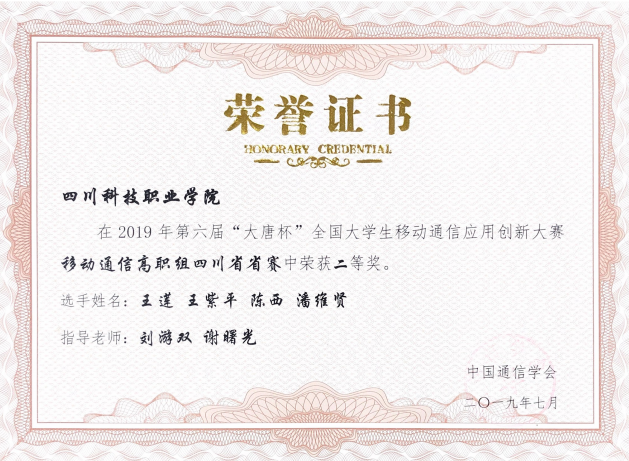 荣誉证书
HONORARY CREDENTIAL
四川科技职业学院
在 2019 年第六届“大唐杯”全国大学生移动通信应用创新大赛
移动通信高职组四川省省赛中荣获二等奖。
选手姓名：王莲 王紫平 陈西 潘维贤
指导老师：刘游双 谢曙光
中国通信学会
二〇一九年七月